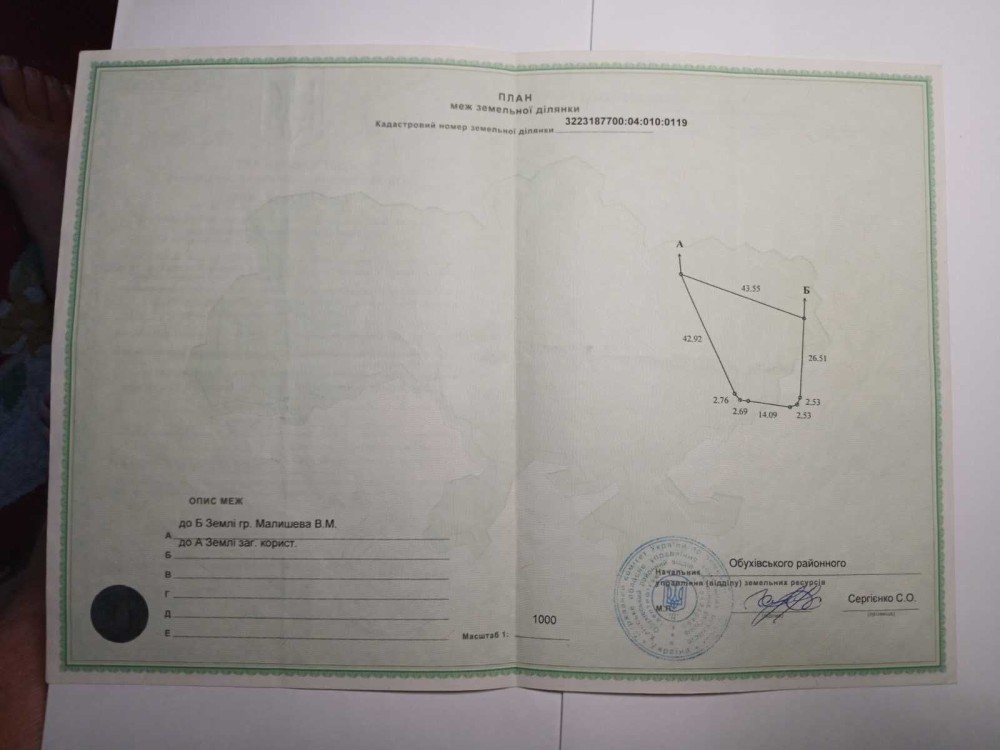 ПЛАН
меж земельної ділянки
Кадастровий номер земельної ділянки 3223187700:04:010:0119
А
43.55
Б
42.92
26.51
2.76
2.53
2.69
14.09
2.53
ОПИС МЕЖ
А до Б Землі гр. Малишева В.М.
Б до А Землі заг. корист.
В
Г
Д
Е
Масштаб 1: 1000
Начальник Обухівського районного
управління (відділу) земельних ресурсів
М.П.
Сергієнко С.О.